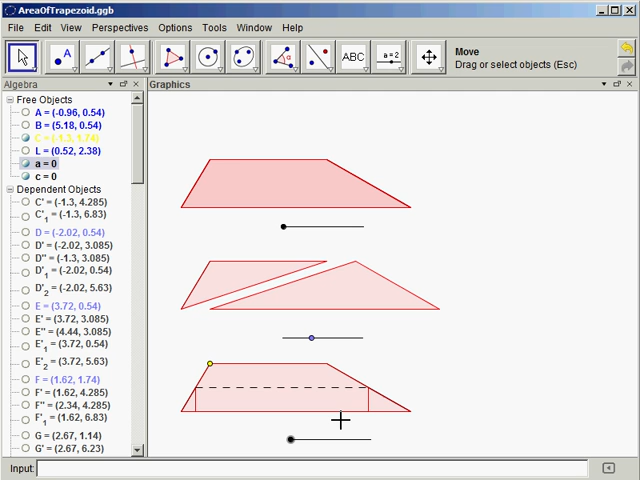 AreaOfTrapezoid.ggb
File Edit View Perspectives Options Tools Window Help
A
ABC
a=2
α
Move
Drag or select objects (Esc)
Algebra
Graphics
Free Objects
A = (-0.96, 0.54)
B = (5.18, 0.54)
C = (-1.3, 1.74)
L = (0.52, 2.38)
a = 0
c = 0
Dependent Objects
C' = (-1.3, 4.285)
C'₁ = (-1.3, 6.83)
D = (-2.02, 0.54)
D' = (-2.02, 3.085)
D'' = (-1.3, 3.085)
D'₁ = (-2.02, 0.54)
D'₂ = (-2.02, 5.63)
E = (3.72, 0.54)
E' = (3.72, 3.085)
E'' = (4.44, 3.085)
E'₁ = (3.72, 0.54)
E'₂ = (3.72, 5.63)
F = (1.62, 1.74)
F' = (1.62, 4.285)
F'' = (2.34, 4.285)
F'₁ = (1.62, 6.83)
G = (2.67, 1.14)
G' = (2.67, 6.23)
Input: